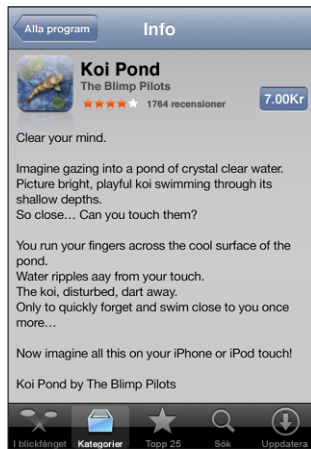 Alla program
Info
Koi Pond
The Blimp Pilots
1764 recensioner
7.00Kr
Clear your mind.
Imagine gazing into a pond of crystal clear water.
Picture bright, playful koi swimming through its
shallow depths.
So close… Can you touch them?
You run your fingers across the cool surface of the
pond.
Water ripples aay from your touch.
The koi, disturbed, dart away.
Only to quickly forget and swim close to you once
more…
Now imagine all this on your iPhone or iPod touch!
Koi Pond by The Blimp Pilots
I blickfånget Kategorier Topp 25 Sök Uppdatera